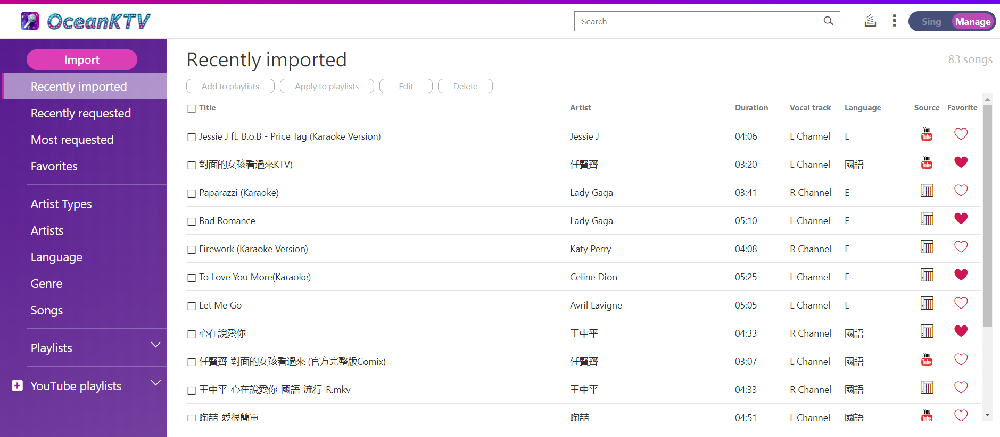 OceanKTV
Search
Sing Manage
Import
Recently imported
Recently requested
Most requested
Favorites
Artist Types
Artists
Language
Genre
Songs
Playlists
YouTube playlists
Recently imported
83 songs
Add to playlists Apply to playlists Edit Delete
Title Artist Duration Vocal track Language Source Favorite
Jessie J ft. B.o.B - Price Tag (Karaoke Version) Jessie J 04:06 L Channel E You Tube
對面的女孩看過來KTV) 任賢齊 03:20 L Channel 國語 You Tube
Paparazzi (Karaoke) Lady Gaga 03:41 R Channel E
Bad Romance Lady Gaga 05:10 L Channel E
Firework (Karaoke Version) Katy Perry 04:08 R Channel E
To Love You More(Karaoke) Celine Dion 05:25 L Channel E
Let Me Go Avril Lavigne 05:05 L Channel E
心在說愛你 王中平 04:33 R Channel 國語
任賢齊-對面的女孩看過來 (官方完整版Comix) 任賢齊 03:07 L Channel 國語 You Tube
王中平-心在說愛你-國語-流行-R.mkv 王中平 04:33 R Channel 國語
陶喆-愛很簡單 陶喆 04:51 L Channel 國語 You Tube